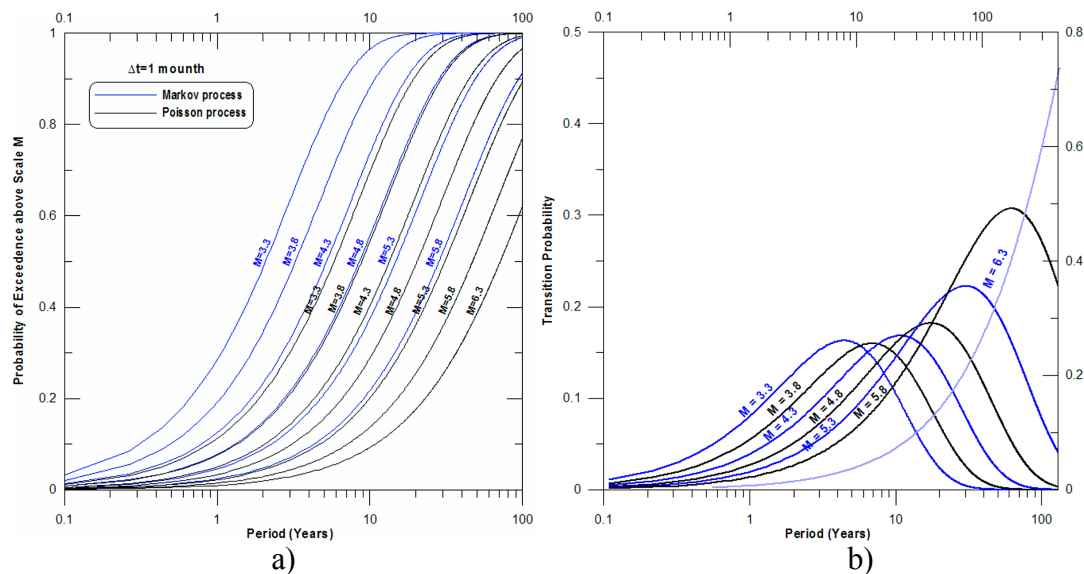 0.1 1 10 100
1
0.8
0.6
0.4
0.2
0
Probability of Exceedence above Scale M
Δt=1 mounth
Markov process
Poisson process
M=3.3
M=3.8
M=4.3
M=4.8
M=5.3
M=5.8
M=3.3
M=3.8
M=4.3
M=4.8
M=5.3
M=5.8
M=6.3
0.1 1 10 100
Period (Years)
a)
0.1 1 10 100
0.5
0.4
0.3
0.2
0.1
0
Transition Probability
0.8
0.6
0.4
0.2
0
M = 3.3
M = 3.8
M = 4.3
M = 4.8
M = 5.3
M = 5.8
M = 6.3
0.1 1 10 100
Period (Years)
b)